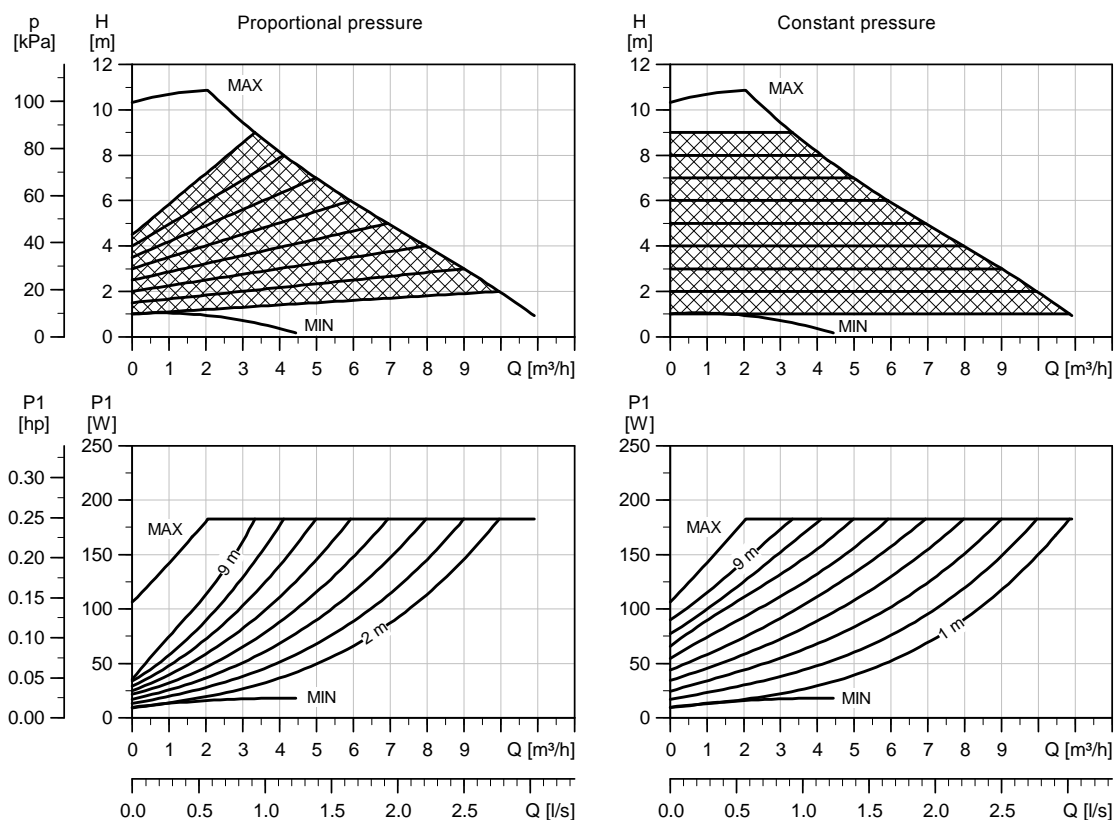 p H Proportional pressure H Constant pressure
[kPa] [m] [m]
12 12
MAX MAX
100 10 10
80 8 8
60 6 6
40 4 4
20 2 2
MIN MIN
0 0 0
0 1 2 3 4 5 6 7 8 9 Q [m³/h] 0 1 2 3 4 5 6 7 8 9 Q [m³/h]
P1 P1 P1
[hp] [W] [W]
250 250
0.30
200 200
0.25
MAX MAX
0.20 150 9 m 150 9 m
0.15
100 100
0.10
2 m 1 m
50 50
0.05
MIN MIN
0.00 0 0
0 1 2 3 4 5 6 7 8 9 Q [m³/h] 0 1 2 3 4 5 6 7 8 9 Q [m³/h]
0.0 0.5 1.0 1.5 2.0 2.5 Q [l/s] 0.0 0.5 1.0 1.5 2.0 2.5 Q [l/s]